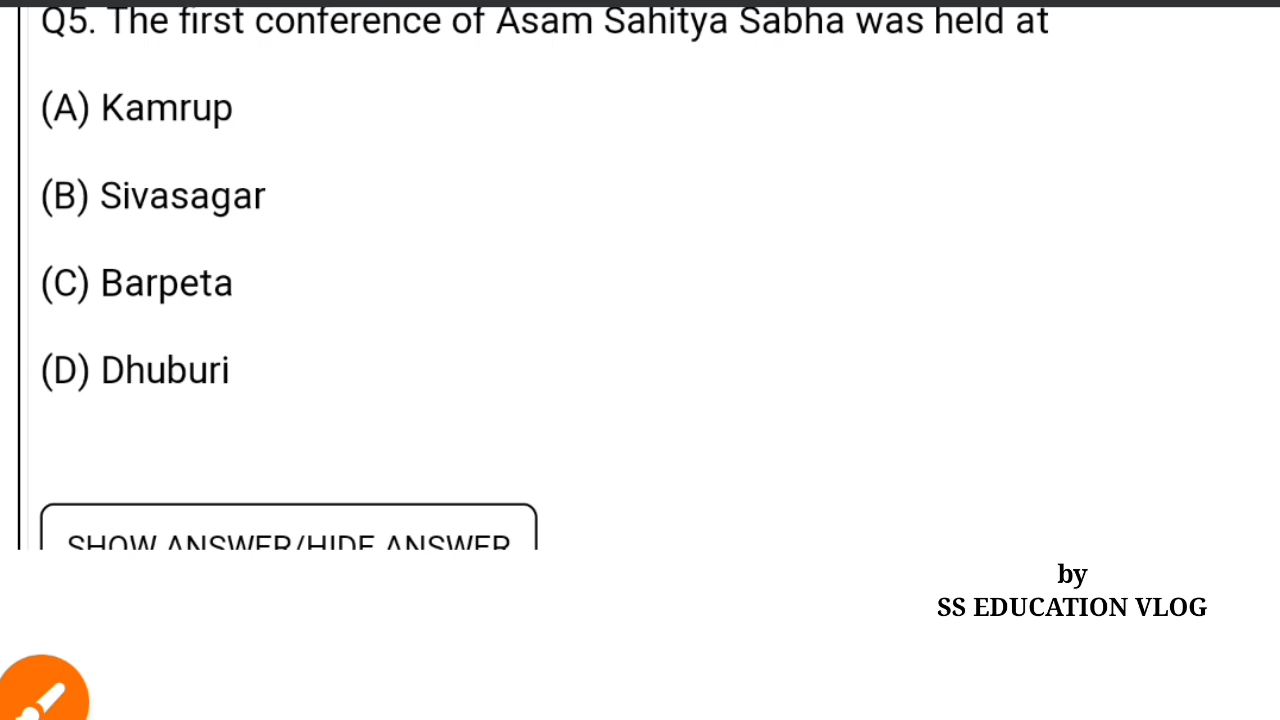 Q5. The first conference of Asam Sahitya Sabha was held at
(A) Kamrup
(B) Sivasagar
(C) Barpeta
(D) Dhuburi
SHOW ANSWER/HIDE ANSWER
by
SS EDUCATION VLOG